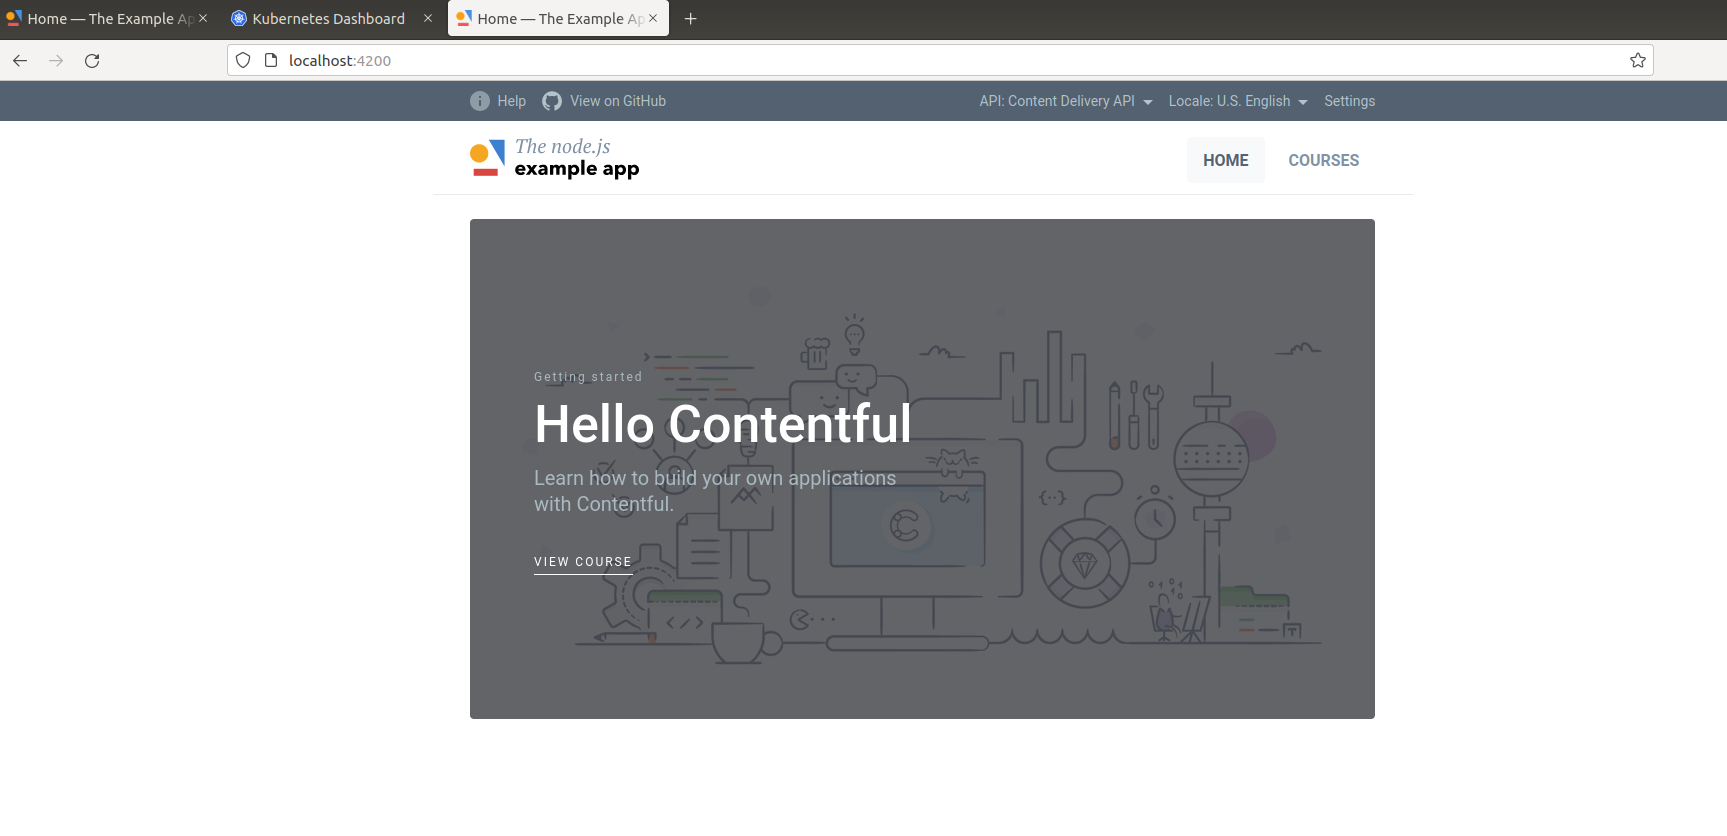 Home — The Example Ap
Kubernetes Dashboard
Home — The Example Ap
localhost:4200
Help
View on GitHub
API: Content Delivery API
Locale: U.S. English
Settings
The node.js
example app
HOME
COURSES
Getting started
Hello Contentful
Learn how to build your own applications
with Contentful.
VIEW COURSE